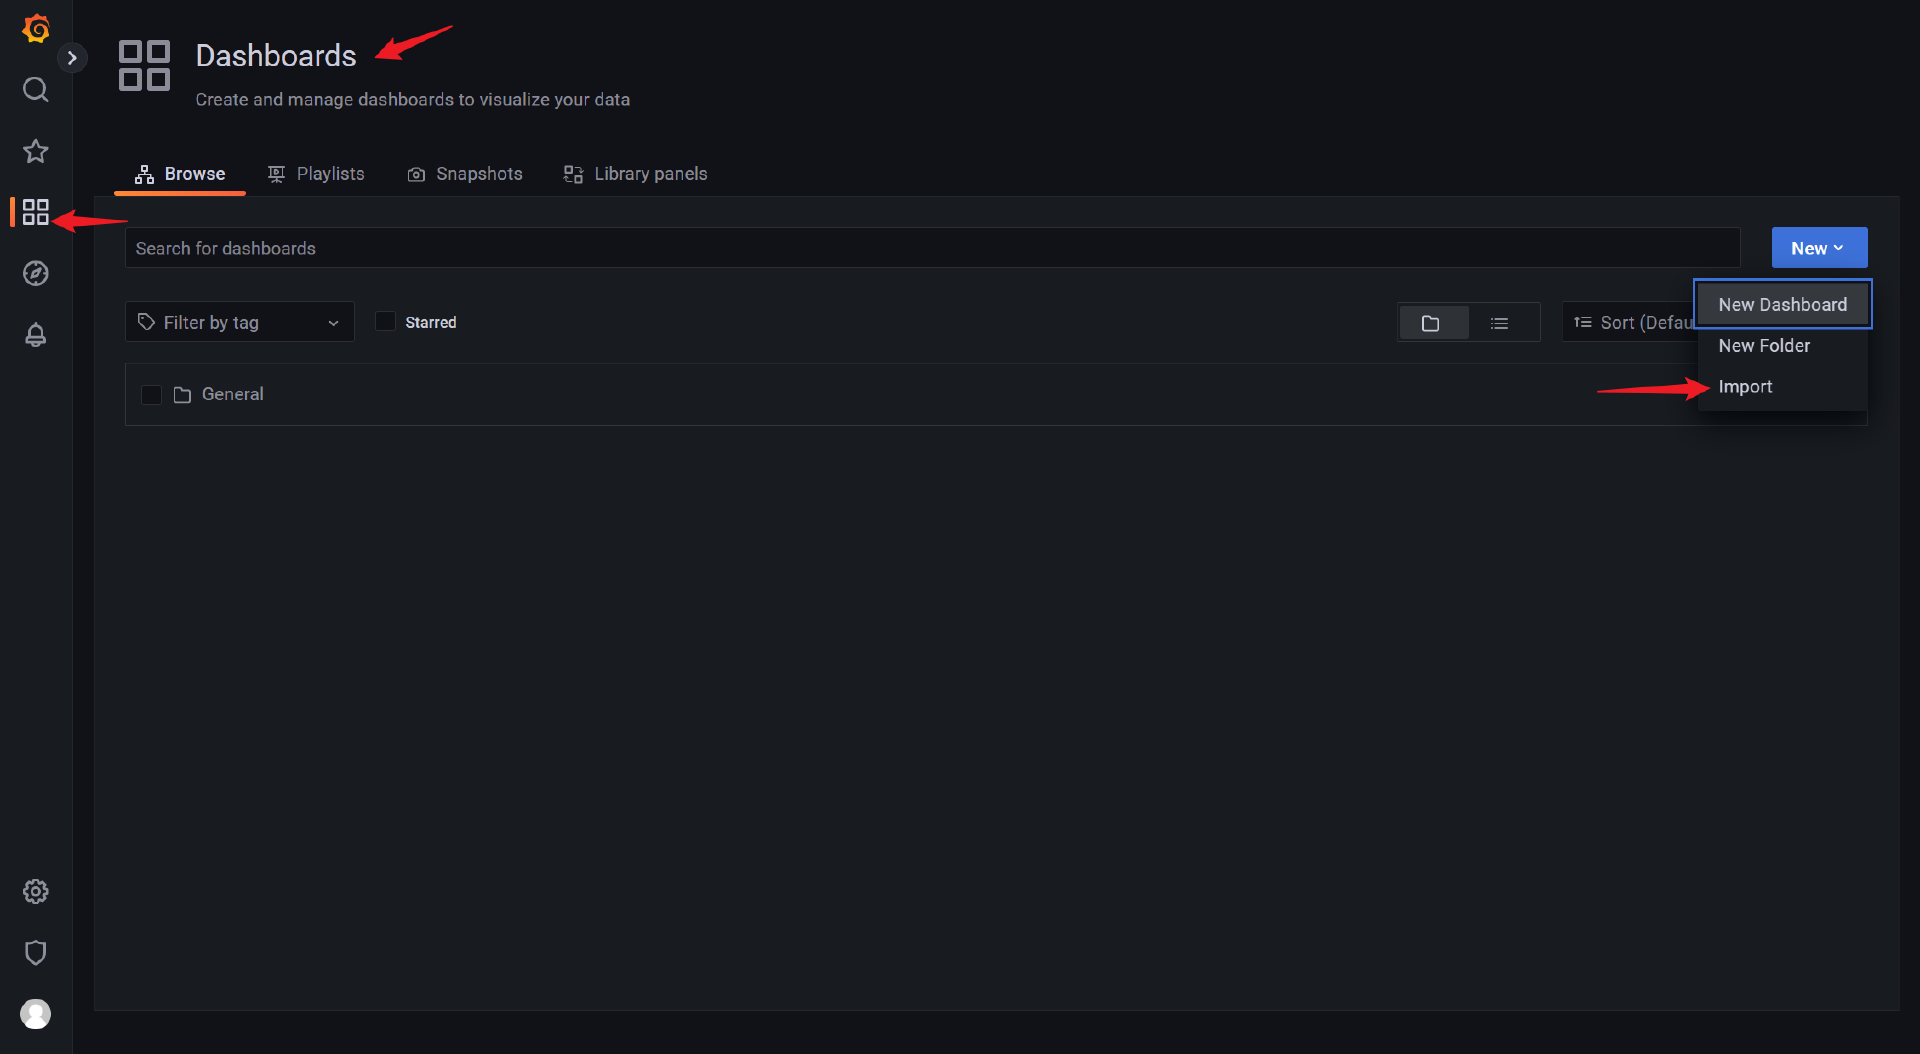 Dashboards
Create and manage dashboards to visualize your data
Browse Playlists Snapshots Library panels
Search for dashboards New
New Dashboard
Filter by tag Starred Sort (Defau
New Folder
Import
General